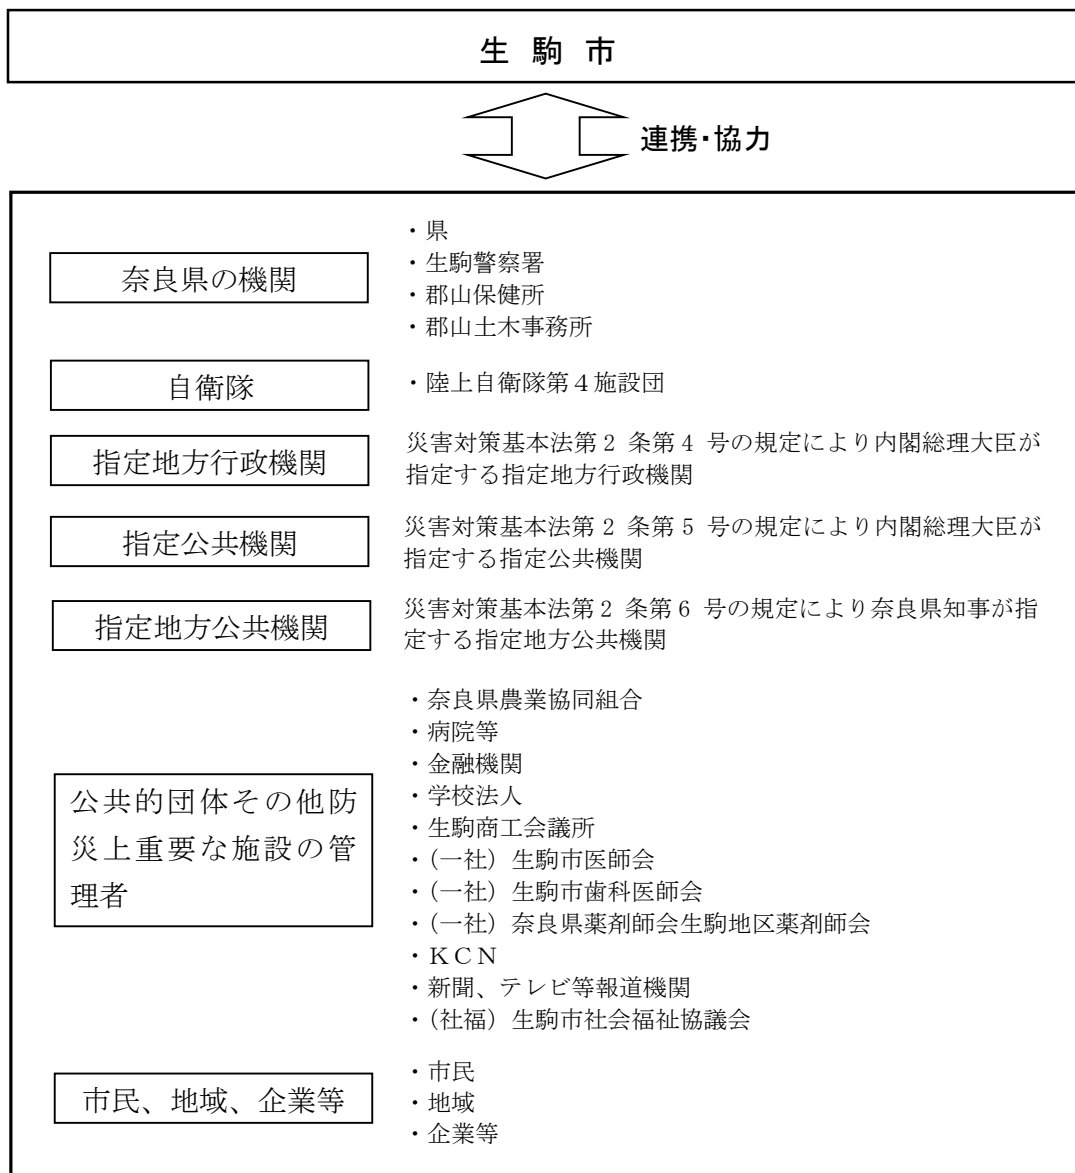 生 駒 市
連携・協力
奈良県の機関
・県
・生駒警察署
・郡山保健所
・郡山土木事務所
自衛隊
・陸上自衛隊第４施設団
指定地方行政機関
災害対策基本法第２ 条第４ 号の規定により内閣総理大臣が
指定する指定地方行政機関
指定公共機関
災害対策基本法第２ 条第５ 号の規定により内閣総理大臣が
指定する指定公共機関
指定地方公共機関
災害対策基本法第２ 条第６ 号の規定により奈良県知事が指
定する指定地方公共機関
公共的団体その他防
災上重要な施設の管
理者
・奈良県農業協同組合
・病院等
・金融機関
・学校法人
・生駒商工会議所
・（一社）生駒市医師会
・（一社）生駒市歯科医師会
・（一社）奈良県薬剤師会生駒地区薬剤師会
・ＫＣＮ
・新聞、テレビ等報道機関
・（社福）生駒市社会福祉協議会
市民、地域、企業等
・市民
・地域
・企業等